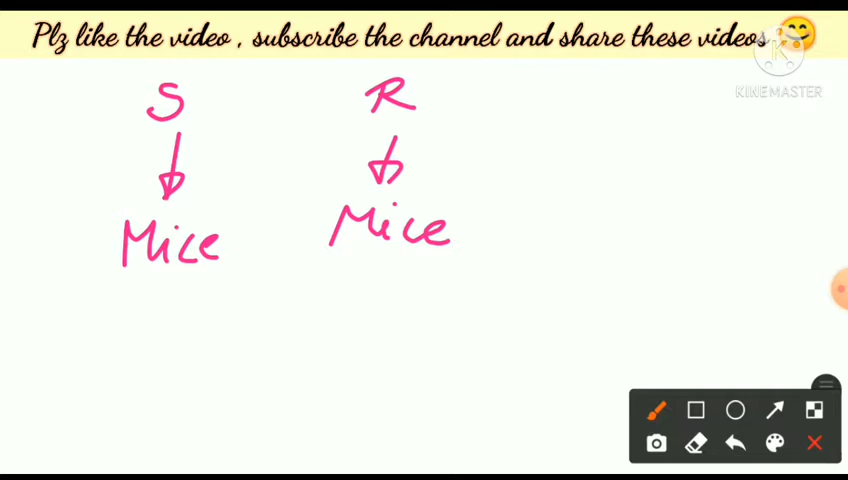 Plz like the video , subscribe the channel and share these videos 😊
K
KINEMASTER
S R
Mice Mice